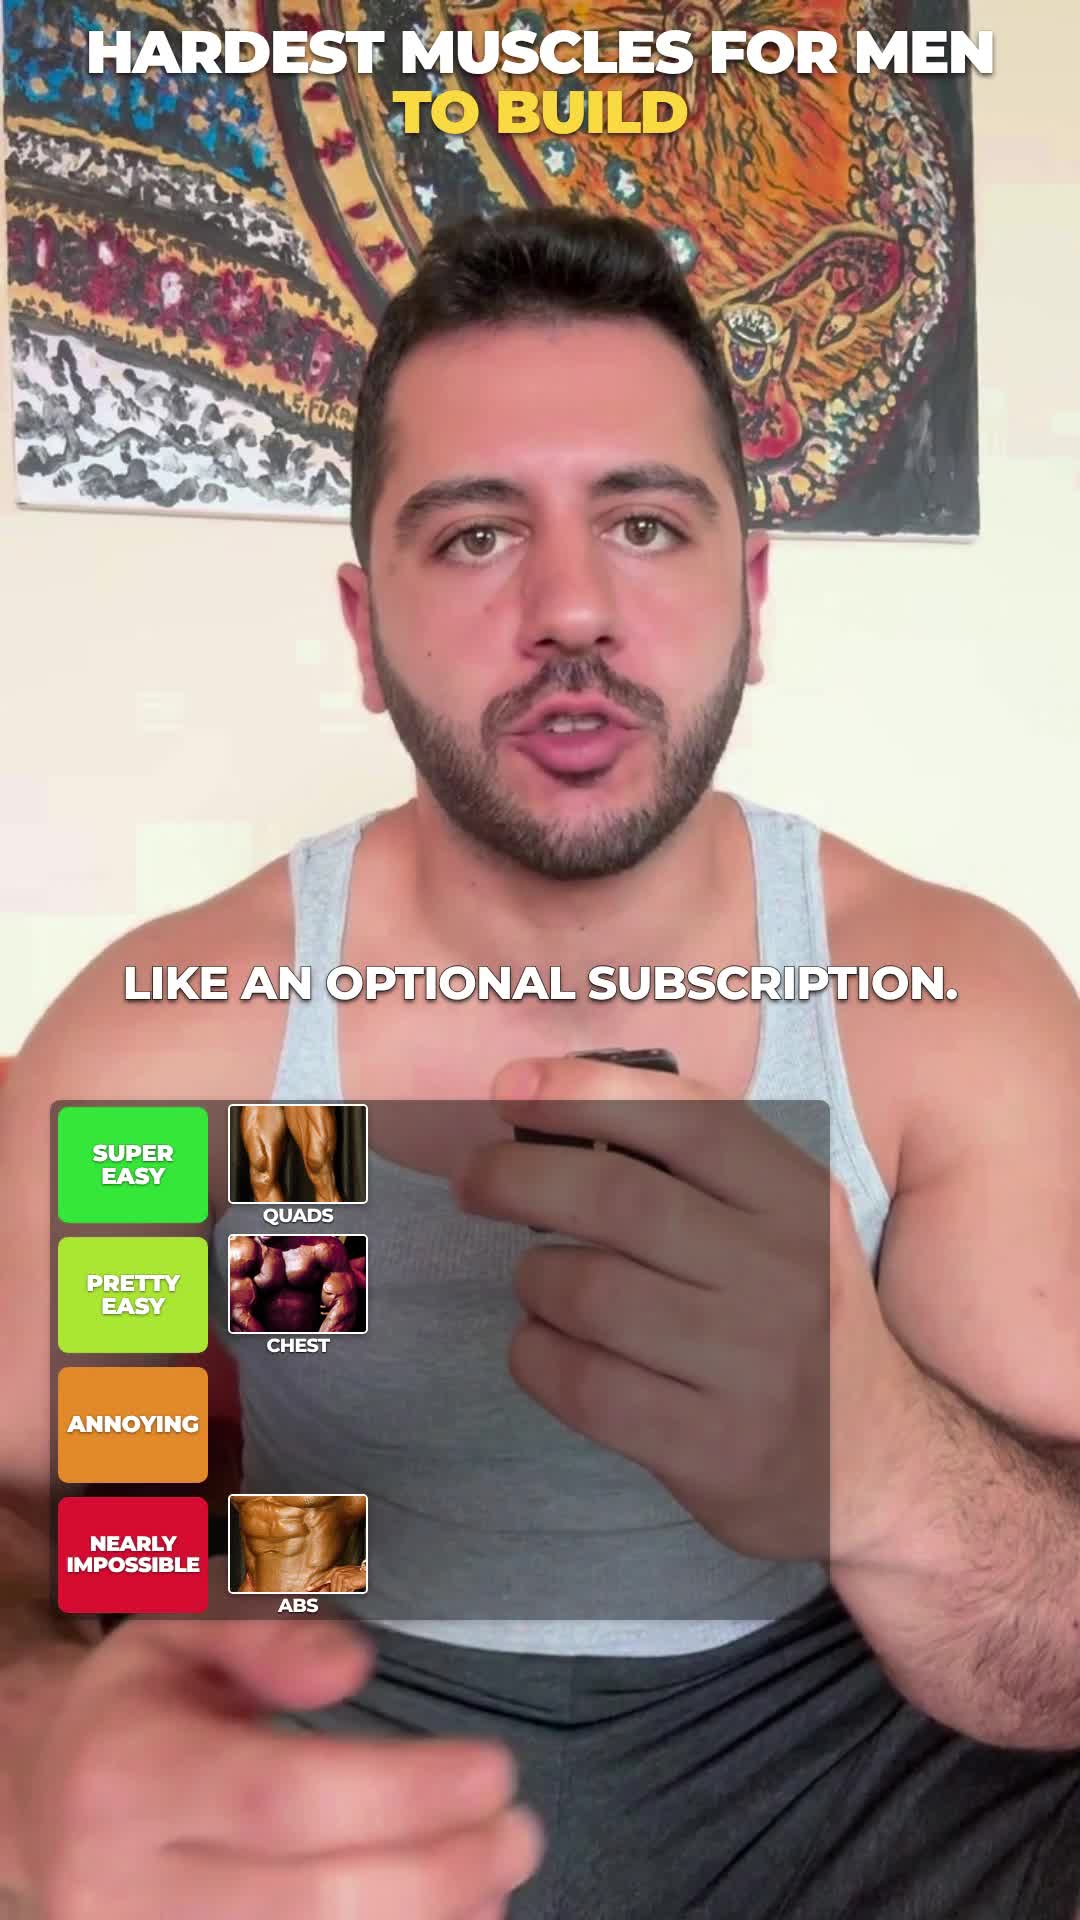 HARDEST MUSCLES FOR MEN
TO BUILD
E.FIKA
LIKE AN OPTIONAL SUBSCRIPTION.
SUPER
EASY
QUADS
PRETTY
EASY
CHEST
ANNOYING
NEARLY
IMPOSSIBLE
ABS